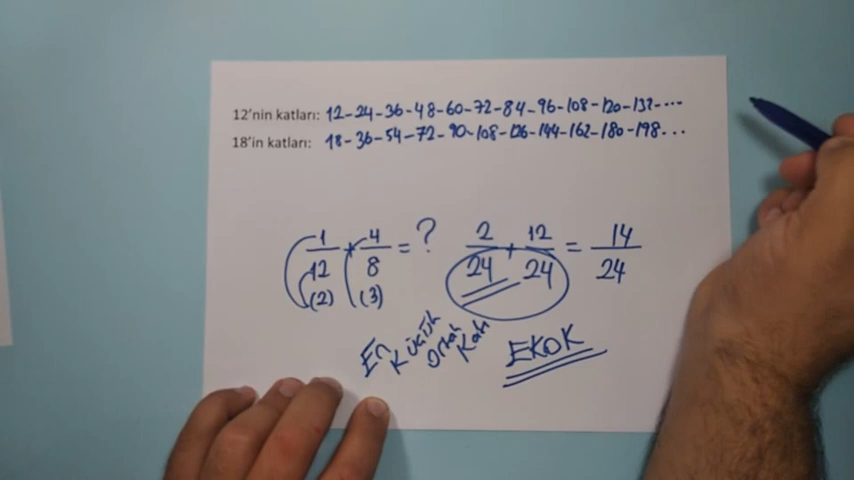 12'nin katları: 12-24-36-48-60-72-84-96-108-120-132-....
18'in katları: 18-36-54-72-90-108-126-144-162-180-198...
1/12 + 4/8 = ? 2/24 + 12/24 = 14/24
(2) (3)
En Küçük Ortak Katı EKOK